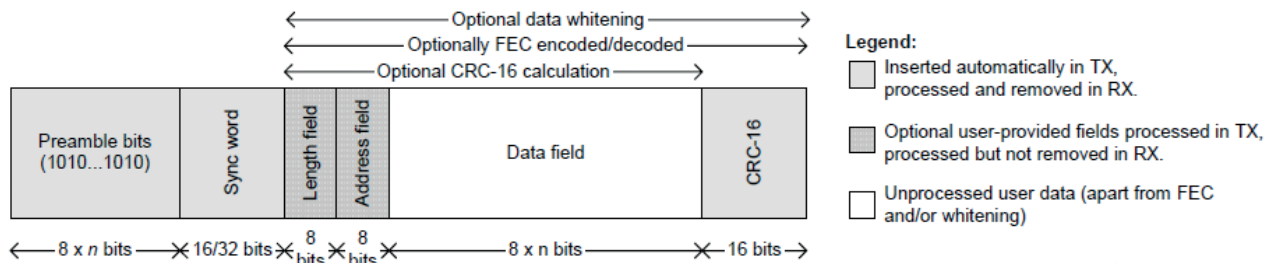 Optional data whitening
Optionally FEC encoded/decoded
Optional CRC-16 calculation
Preamble bits
(1010...1010)
Sync word
Length field
Address field
Data field
CRC-16
8 x n bits
16/32 bits
8
bits
8
bits
8 x n bits
16 bits
Legend:
Inserted automatically in TX,
processed and removed in RX.
Optional user-provided fields processed in TX,
processed but not removed in RX.
Unprocessed user data (apart from FEC
and/or whitening)